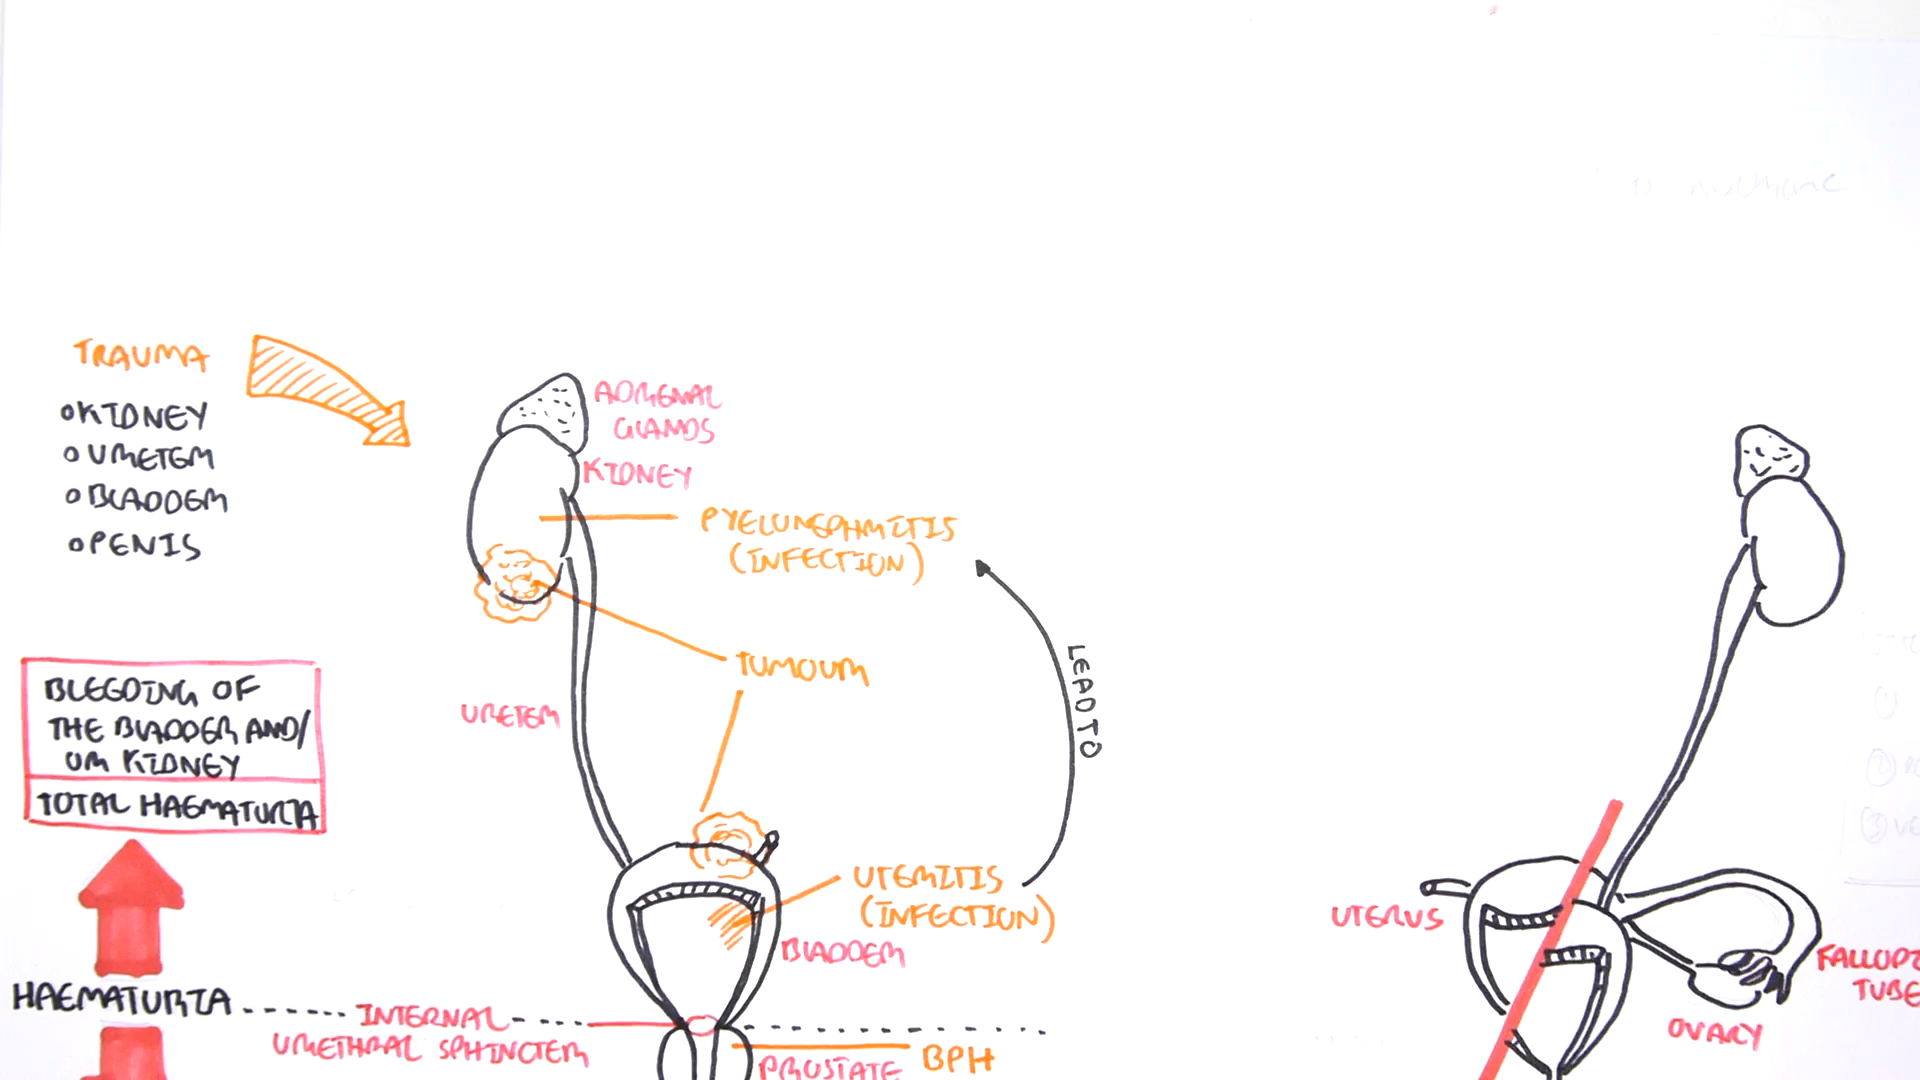 TRAUMA
KIDNEY
URETER
BLADDER
PENIS
ADRENAL
GLANDS
KIDNEY
PYELONEPHRITIS
(INFECTION)
TUMOUR
URETER
LEAD TO
BLEEDING OF
THE BLADDER AND/
OR KIDNEY
TOTAL HAEMATURIA
UTERITIS
(INFECTION)
BLADDER
HAEMATURIA
INTERNAL
URETHRAL SPHINCTER
PROSTATE
BPH
UTERUS
FALLOPI
TUBE
OVARY